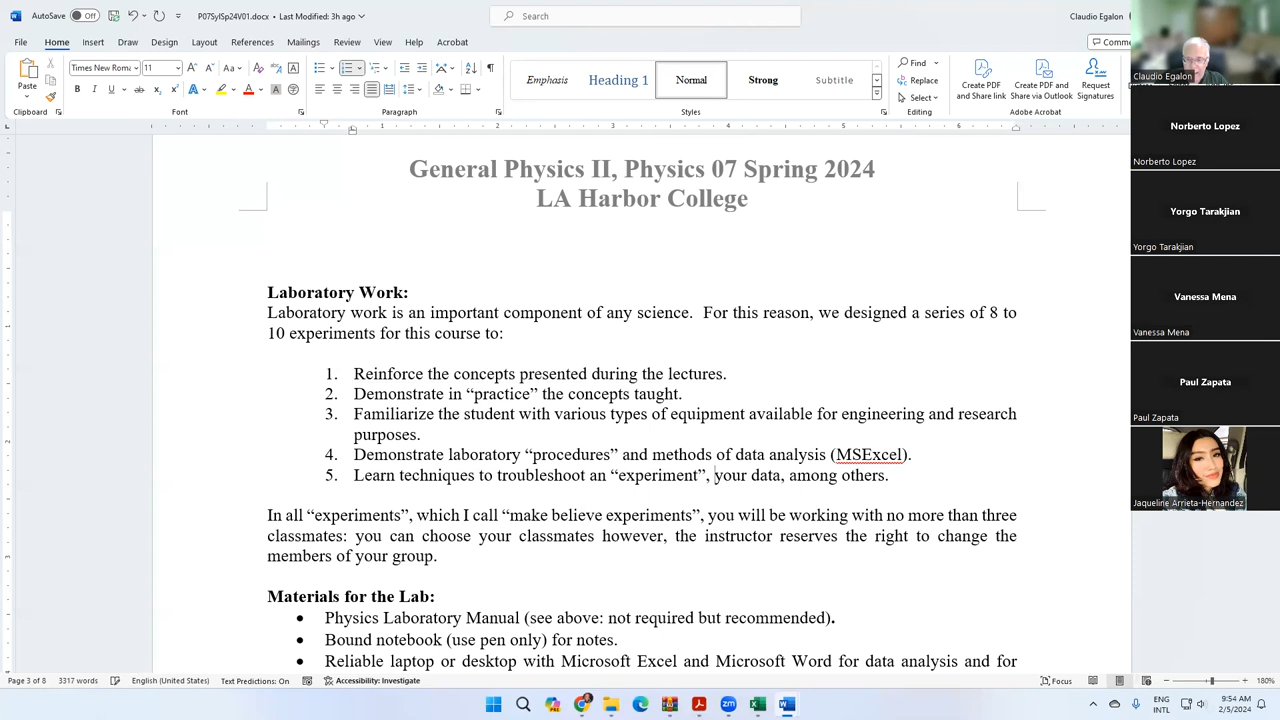 AutoSave Off P07SylSp24V01.docx • Last Modified: 3h ago Search Claudio Egalon
File Home Insert Draw Design Layout References Mailings Review View Help Acrobat Comme
Paste Times New Roma 11 Emphasis Heading 1 Normal Strong Subtitle Find Replace Select Create PDF and Share link Create PDF and Share via Outlook Request Signatures
Clipboard Font Paragraph Styles Editing Adobe Acrobat
General Physics II, Physics 07 Spring 2024
LA Harbor College
Laboratory Work:
Laboratory work is an important component of any science. For this reason, we designed a series of 8 to
10 experiments for this course to:
1. Reinforce the concepts presented during the lectures.
2. Demonstrate in “practice” the concepts taught.
3. Familiarize the student with various types of equipment available for engineering and research
purposes.
4. Demonstrate laboratory “procedures” and methods of data analysis (MSExcel).
5. Learn techniques to troubleshoot an “experiment”, your data, among others.
In all “experiments”, which I call “make believe experiments”, you will be working with no more than three
classmates: you can choose your classmates however, the instructor reserves the right to change the
members of your group.
Materials for the Lab:
• Physics Laboratory Manual (see above: not required but recommended).
• Bound notebook (use pen only) for notes.
• Reliable laptop or desktop with Microsoft Excel and Microsoft Word for data analysis and for
Page 3 of 8 3317 words English (United States) Text Predictions: On Accessibility: Investigate Focus 180%
ENG INTL 9:54 AM 2/5/2024
Claudio Egalon
Norberto Lopez
Norberto Lopez
Yorgo Tarakjian
Yorgo Tarakjian
Vanessa Mena
Vanessa Mena
Paul Zapata
Paul Zapata
Jaqueline Arrieta-Hernandez